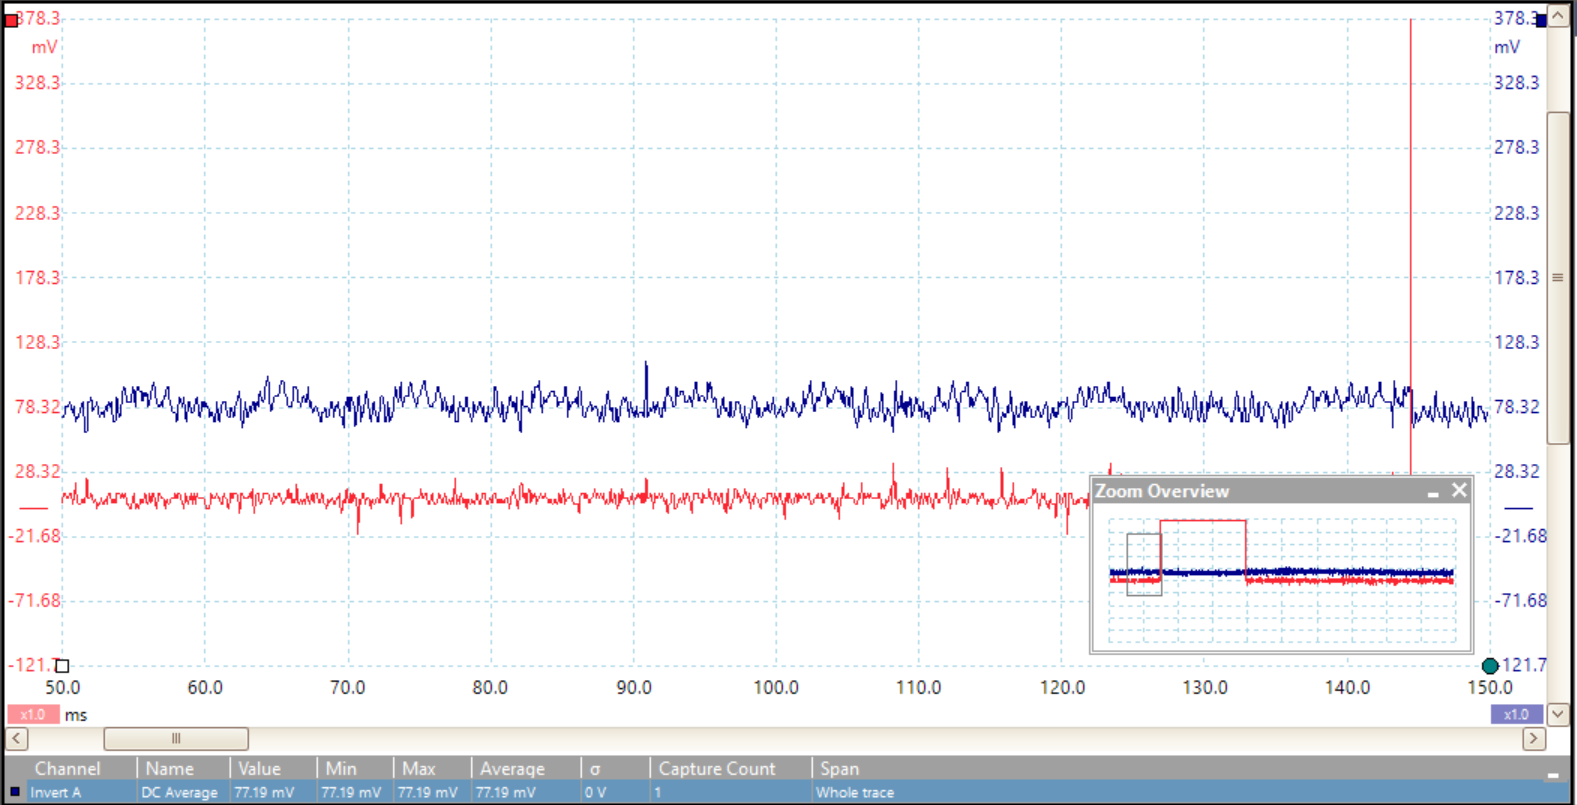 378.3 378.3
mV mV
328.3 328.3
278.3 278.3
228.3 228.3
178.3 178.3
128.3 128.3
78.32 78.32
28.32 28.32
Zoom Overview
-21.68 -21.68
-71.68 -71.68
-121.7 -121.7
50.0 60.0 70.0 80.0 90.0 100.0 110.0 120.0 130.0 140.0 150.0
x1.0 ms x1.0
Channel Name Value Min Max Average σ Capture Count Span
Invert A DC Average 77.19 mV 77.19 mV 77.19 mV 77.19 mV 0 V 1 Whole trace